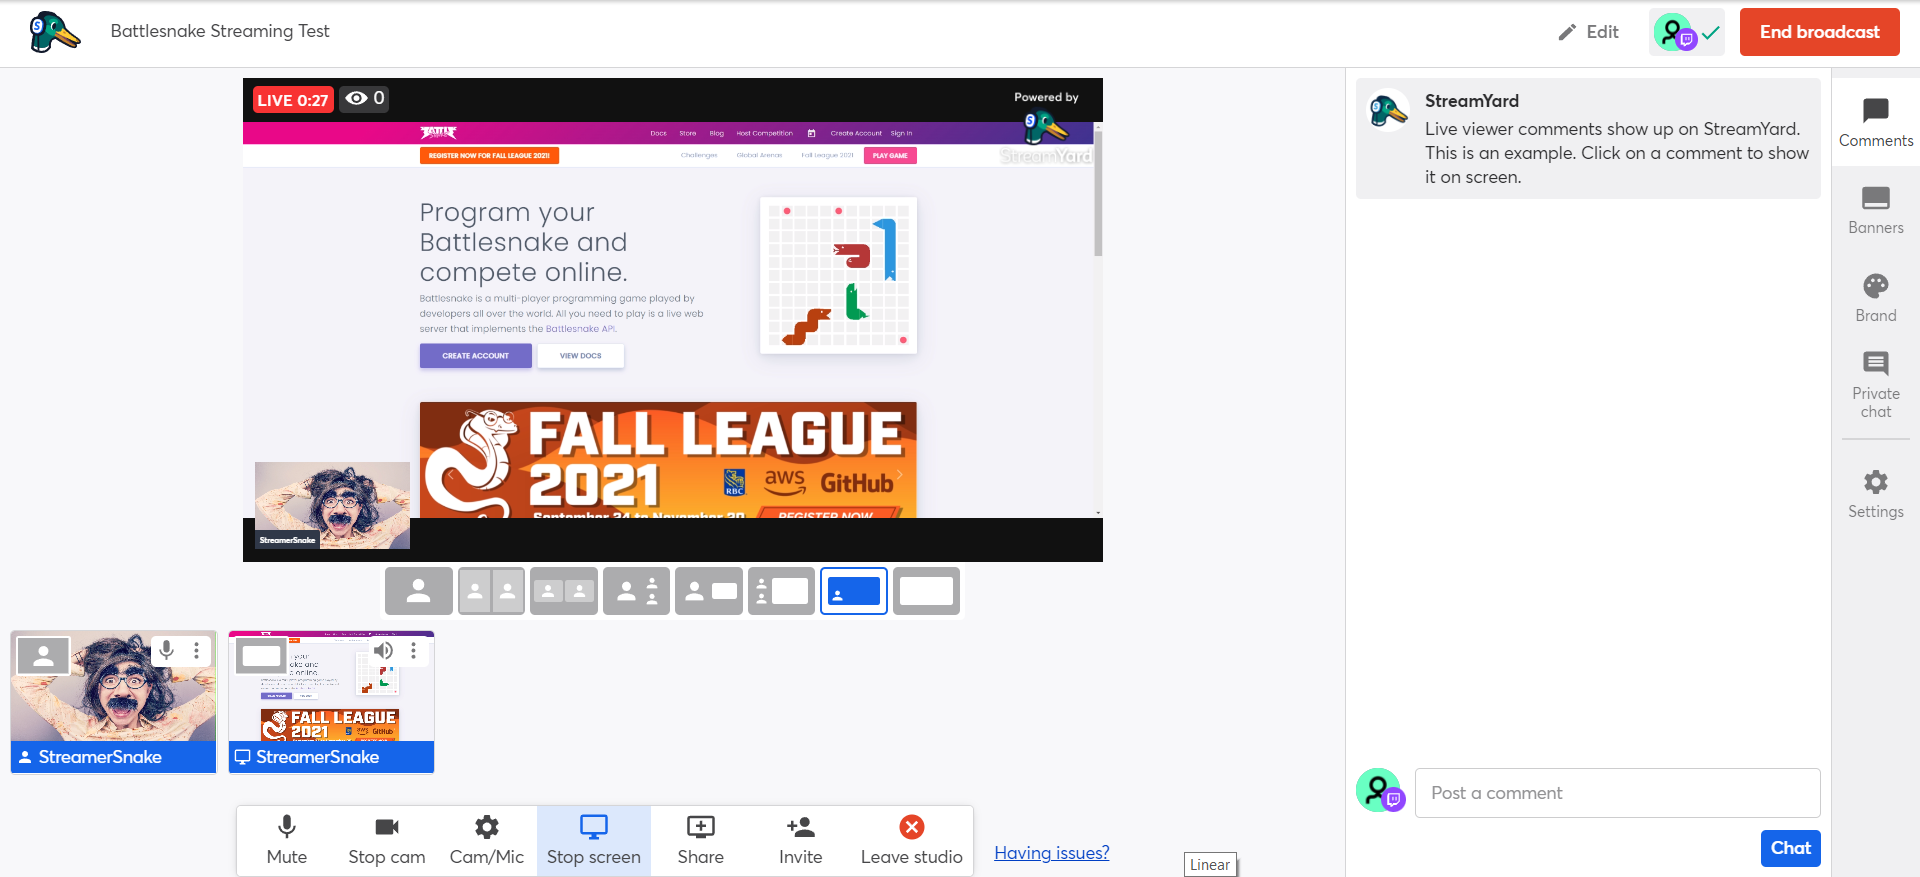 Battlesnake Streaming Test
Edit
End broadcast
LIVE 0:27
0
Powered by
StreamYard
BATTLE
Docs Store Blog Host Competition Create Account Sign In
REGISTER NOW FOR FALL LEAGUE 2021!
Challenges Global Arenas Fall League 2021 PLAY GAME
Program your
Battlesnake and
compete online.
Battlesnake is a multi-player programming game played by
developers all over the world. All you need to play is a live web
server that implements the Battlesnake API.
CREATE ACCOUNT
VIEW DOCS
FALL LEAGUE
2021
RBC
aws
GitHub
September 24 to November 20
REGISTER NOW
StreamerSnake
FALL LEAGUE
2021
aws
GitHub
StreamerSnake
StreamerSnake
Mute
Stop cam
Cam/Mic
Stop screen
Share
Invite
Leave studio
Having issues?
Linear
StreamYard
Live viewer comments show up on StreamYard.
This is an example. Click on a comment to show
it on screen.
Post a comment
Chat
Comments
Banners
Brand
Private
chat
Settings